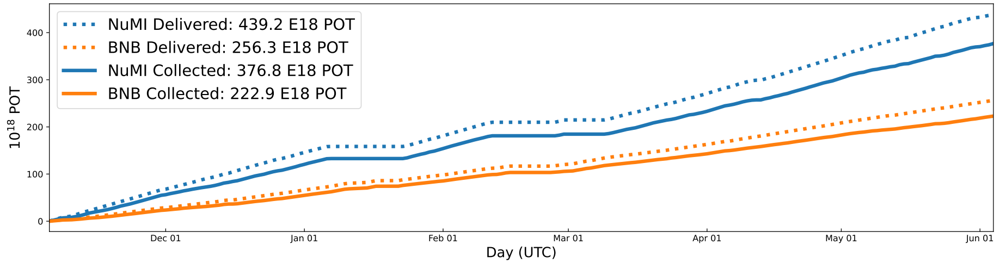 NuMI Delivered: 439.2 E18 POT
BNB Delivered: 256.3 E18 POT
NuMI Collected: 376.8 E18 POT
BNB Collected: 222.9 E18 POT
10¹⁸ POT
400
300
200
100
0
Dec 01 Jan 01 Feb 01 Mar 01 Apr 01 May 01 Jun 01
Day (UTC)